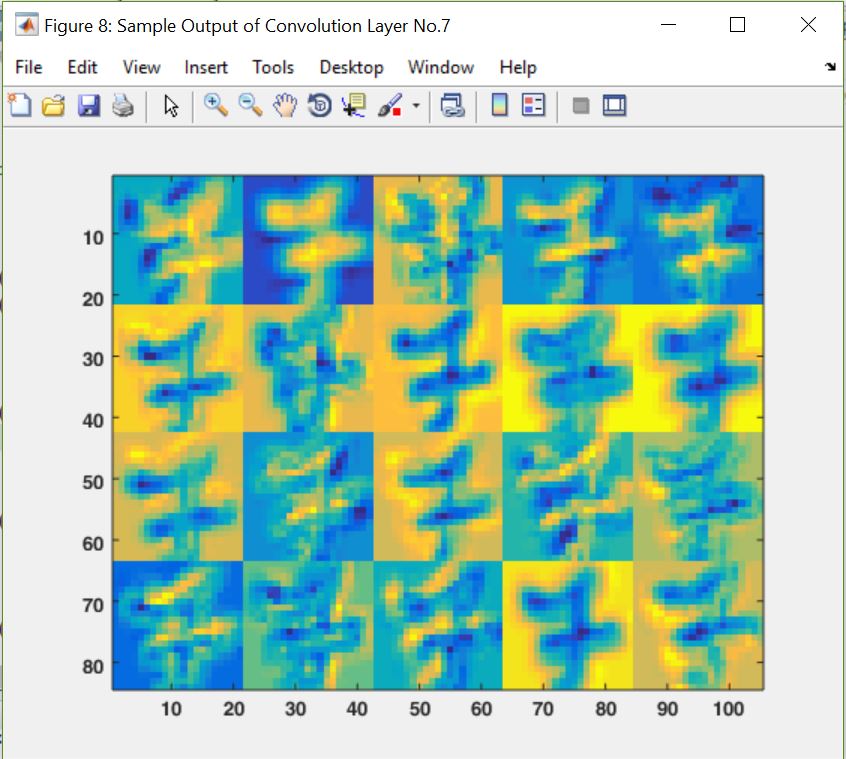 Figure 8: Sample Output of Convolution Layer No.7
File Edit View Insert Tools Desktop Window Help
10
20
30
40
50
60
70
80
10 20 30 40 50 60 70 80 90 100